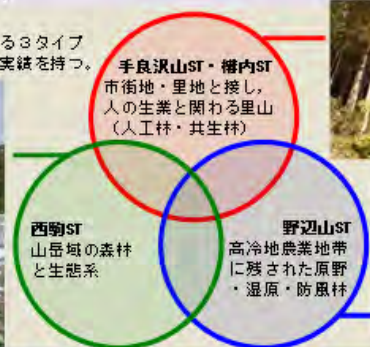 る3タイプ
実績を持つ。
手良沢山ST・構内ST
市街地・里地と接し,
人の生業と関わる里山
(人工林・共生林)
西駒ST
山岳域の森林
と生態系
野辺山ST
高冷地農業地帯
に残された原野
・湿原・防風林